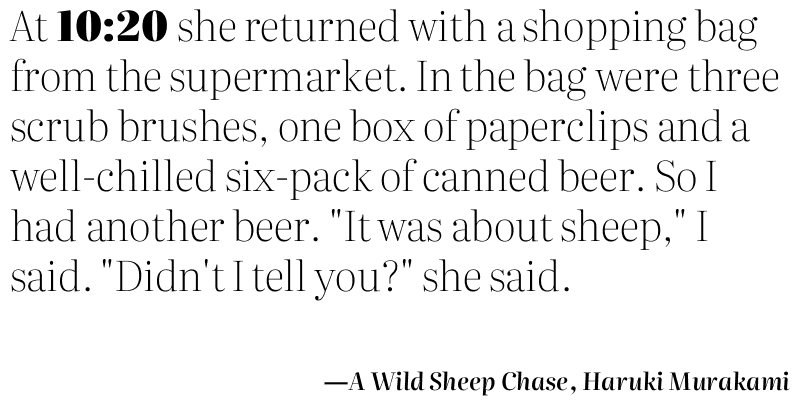 At 10:20 she returned with a shopping bag
from the supermarket. In the bag were three
scrub brushes, one box of paperclips and a
well-chilled six-pack of canned beer. So I
had another beer. "It was about sheep," I
said. "Didn't I tell you?" she said.
—A Wild Sheep Chase, Haruki Murakami